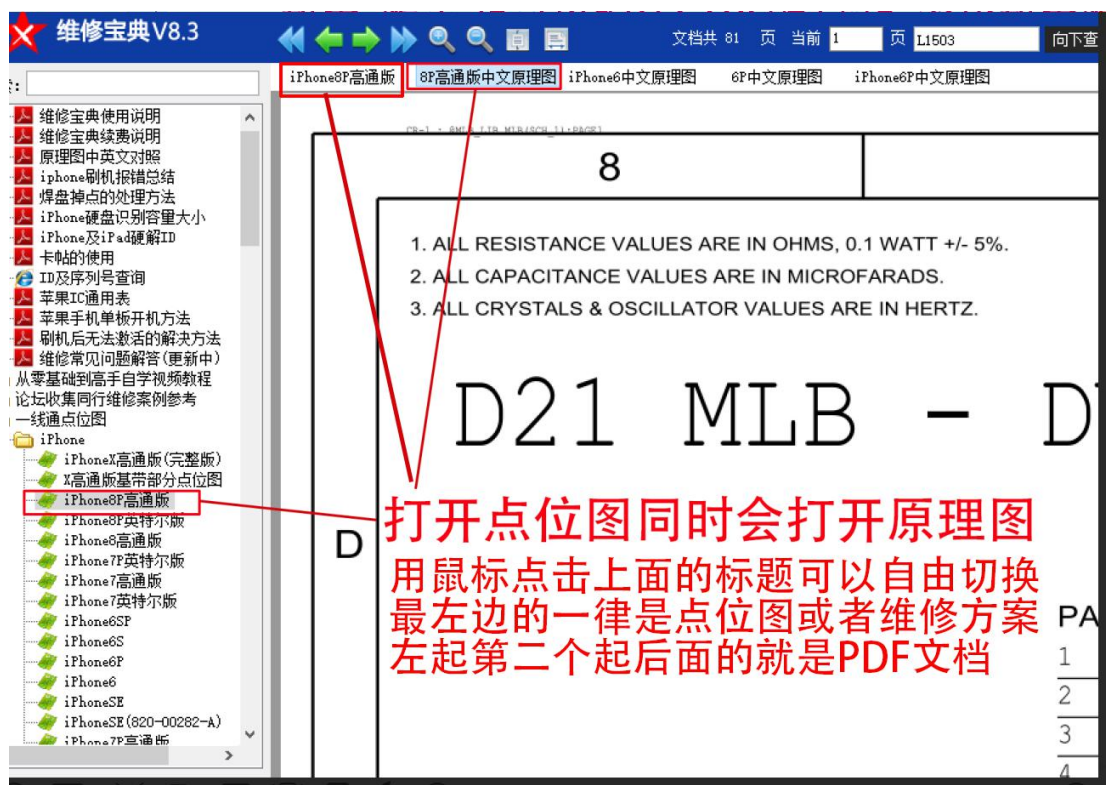 维修宝典V8.3
文档共 81 页 当前 1 页 L1503 向下查
iPhone8P高通版 8P高通版中文原理图 iPhone6中文原理图 6P中文原理图 iPhone6P中文原理图
维修宝典使用说明
维修宝典续费说明
原理图中英文对照
iphone刷机报错总结
焊盘掉点的处理方法
iPhone硬盘识别容量大小
iPhone及iPad硬解ID
卡帖的使用
ID及序列号查询
苹果IC通用表
苹果手机单板开机方法
刷机后无法激活的解决方法
维修常见问题解答(更新中)
从零基础到高手自学视频教程
论坛收集同行维修案例参考
一线通点位图
iPhone
iPhoneX高通版(完整版)
X高通版基带部分点位图
iPhone8P高通版
iPhone8P英特尔版
iPhone8高通版
iPhone7P英特尔版
iPhone7高通版
iPhone7英特尔版
iPhone6SP
iPhone6S
iPhone6P
iPhone6
iPhoneSE
iPhoneSE(820-00282-A)
iPhone7P高通版
8
1. ALL RESISTANCE VALUES ARE IN OHMS, 0.1 WATT +/- 5%.
2. ALL CAPACITANCE VALUES ARE IN MICROFARADS.
3. ALL CRYSTALS & OSCILLATOR VALUES ARE IN HERTZ.
D21 MLB - D
打开点位图同时会打开原理图
D
用鼠标点击上面的标题可以自由切换
最左边的一律是点位图或者维修方案
左起第二个起后面的就是PDF文档
PA
1
2
3
4